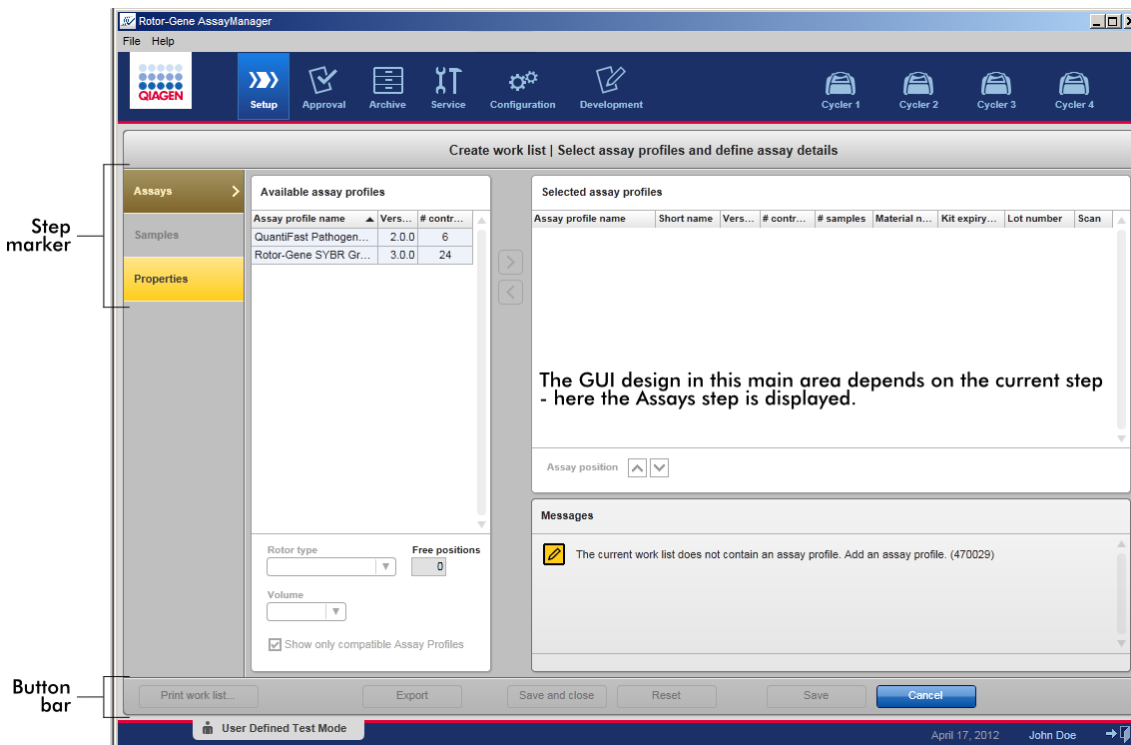 Rotor-Gene AssayManager
File Help
QIAGEN
Setup Approval Archive Service Configuration Development Cycler 1 Cycler 2 Cycler 3 Cycler 4
Create work list | Select assay profiles and define assay details
Step
marker
Assays
Samples
Properties
Available assay profiles
Assay profile name Vers... # contr...
QuantiFast Pathogen... 2.0.0 6
Rotor-Gene SYBR Gr... 3.0.0 24
Rotor type Free positions
0
Volume
Show only compatible Assay Profiles
Selected assay profiles
Assay profile name Short name Vers... # contr... # samples Material n... Kit expiry... Lot number Scan
The GUI design in this main area depends on the current step
- here the Assays step is displayed.
Assay position
Messages
The current work list does not contain an assay profile. Add an assay profile. (470029)
Button
bar
Print work list... Export Save and close Reset Save Cancel
User Defined Test Mode April 17, 2012 John Doe